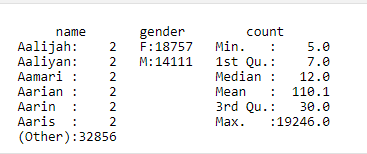 name gender count
Aalijah: 2 F:18757 Min. : 5.0
Aaliyan: 2 M:14111 1st Qu.: 7.0
Aamari : 2 Median : 12.0
Aarian : 2 Mean : 110.1
Aarin : 2 3rd Qu.: 30.0
Aaris : 2 Max. :19246.0
(Other):32856